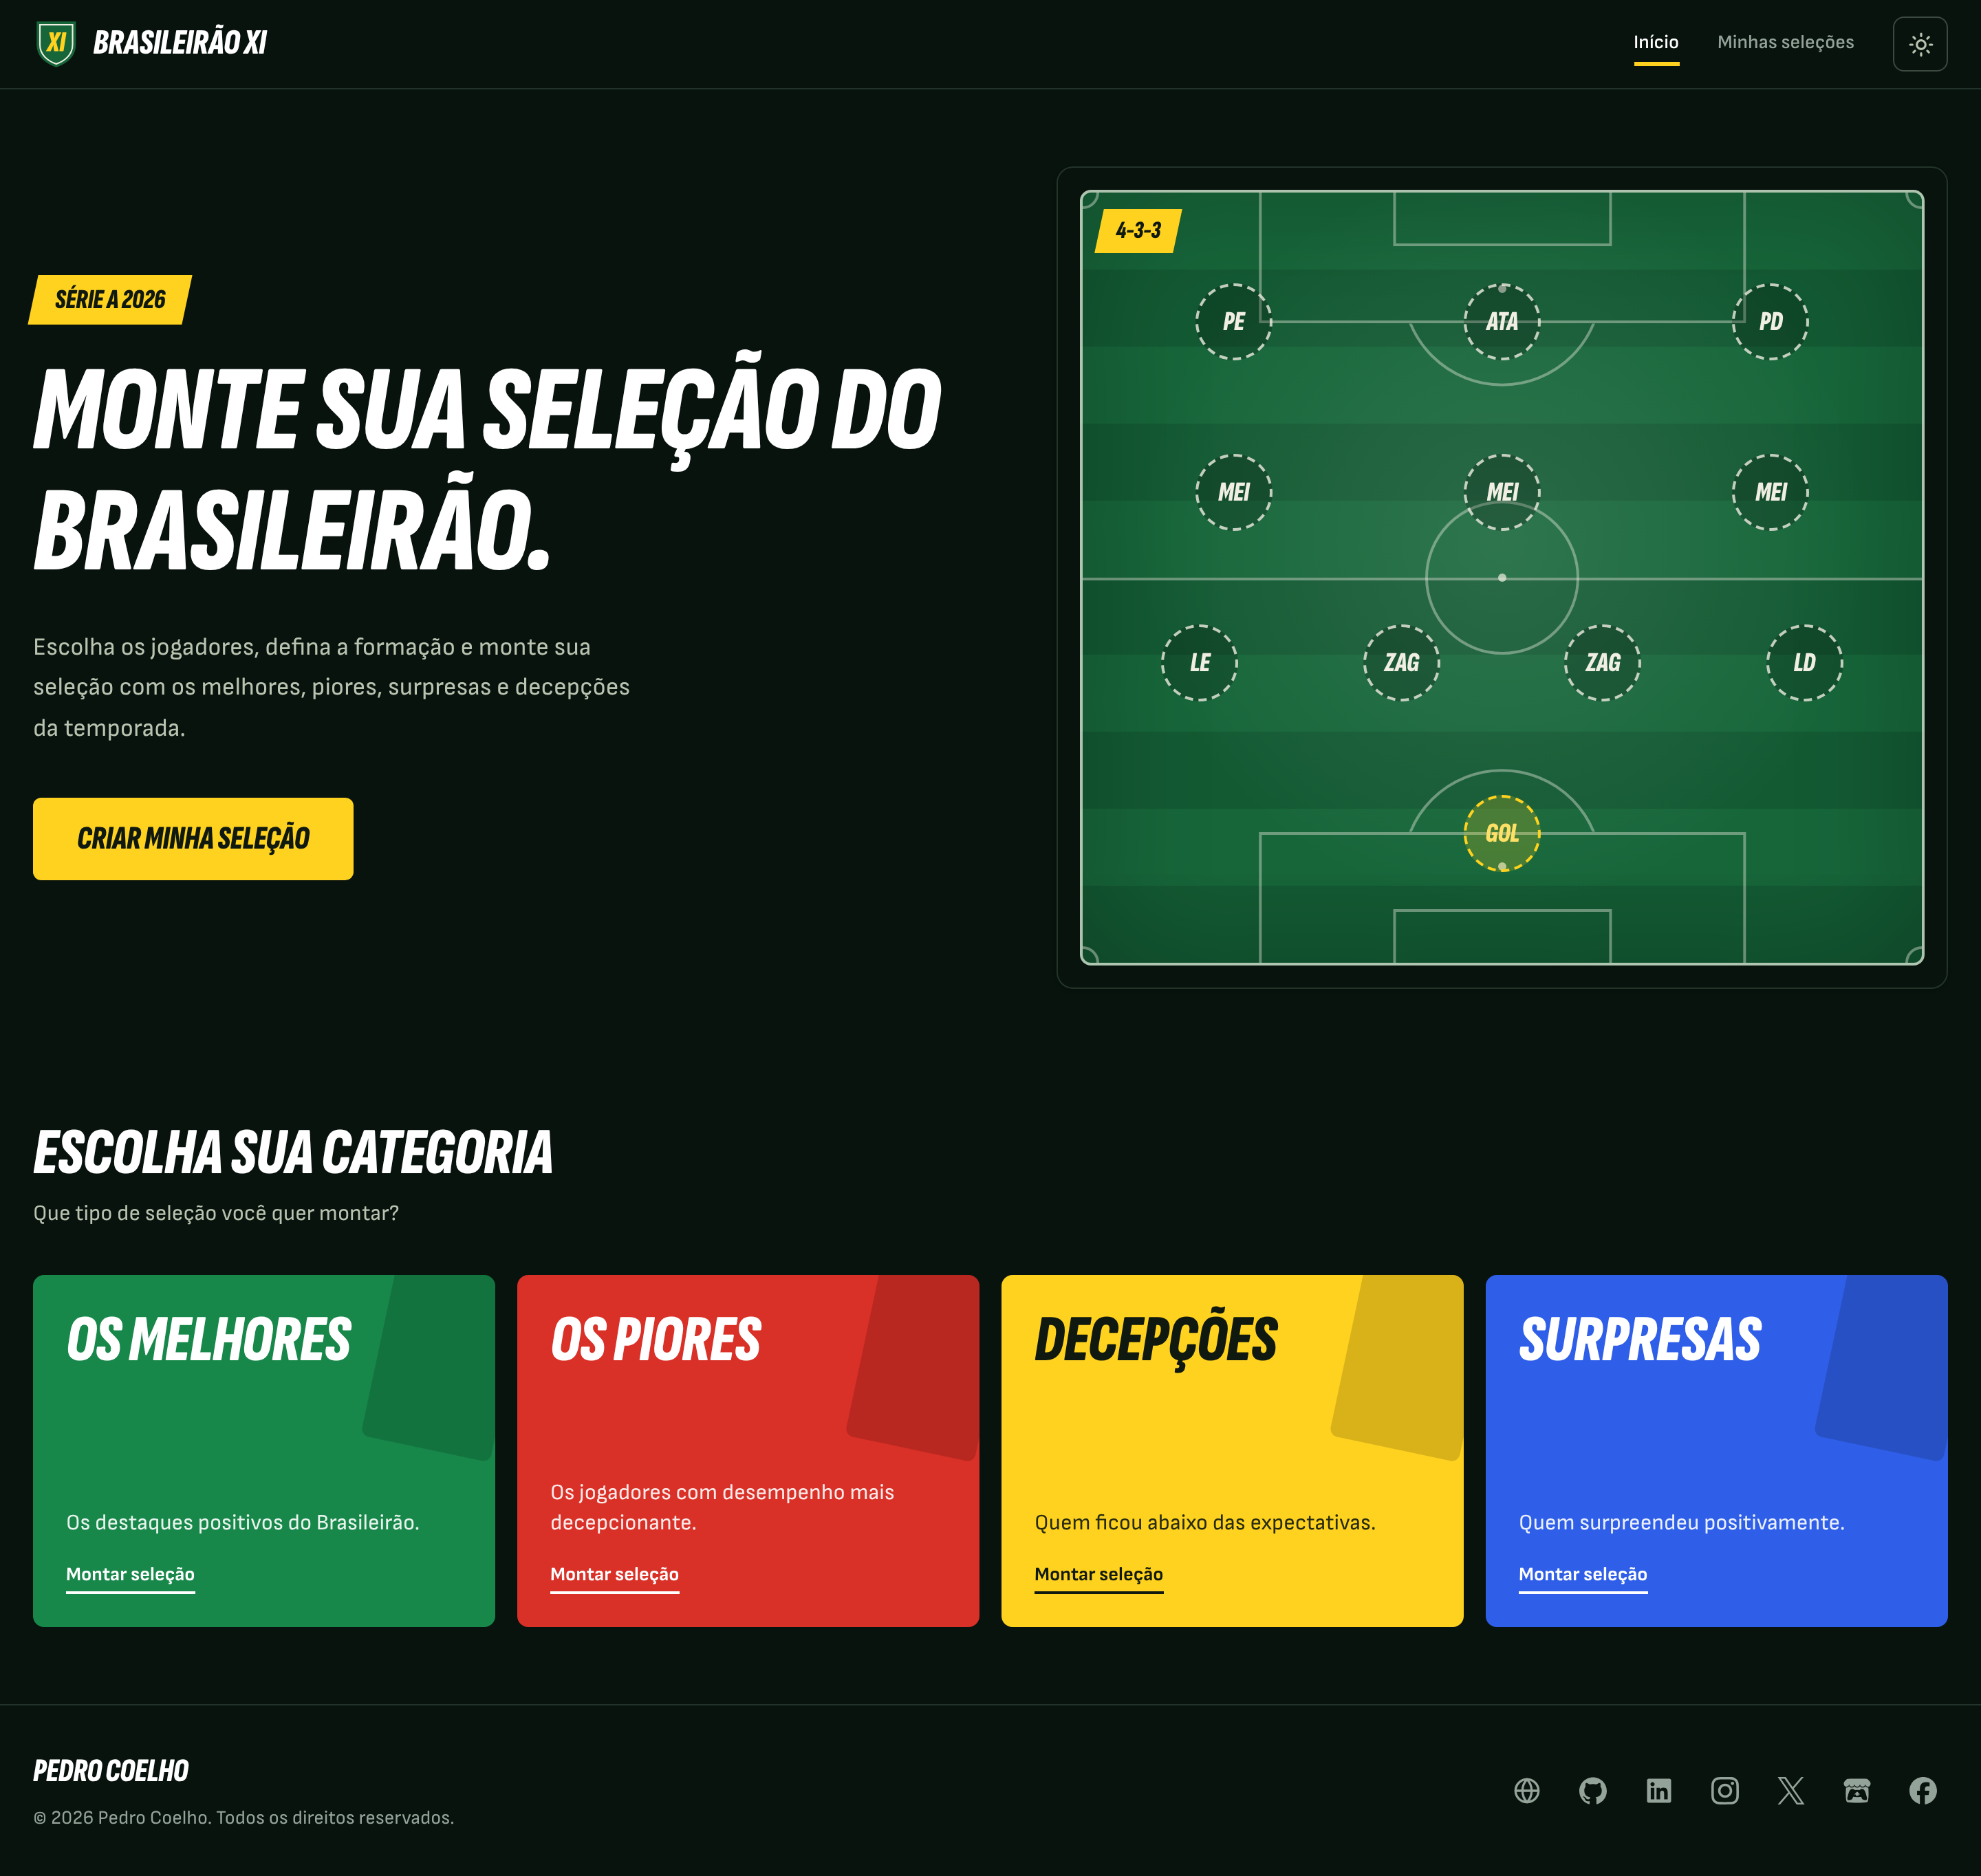 XI BRASILEIRÃO XI
Início Minhas seleções
SÉRIE A 2026
MONTE SUA SELEÇÃO DO
BRASILEIRÃO.
Escolha os jogadores, defina a formação e monte sua
seleção com os melhores, piores, surpresas e decepções
da temporada.
CRIAR MINHA SELEÇÃO
4-3-3
PE ATA PD
MEI MEI MEI
LE ZAG ZAG LD
GOL
ESCOLHA SUA CATEGORIA
Que tipo de seleção você quer montar?
OS MELHORES
Os destaques positivos do Brasileirão.
Montar seleção
OS PIORES
Os jogadores com desempenho mais
decepcionante.
Montar seleção
DECEPÇÕES
Quem ficou abaixo das expectativas.
Montar seleção
SURPRESAS
Quem surpreendeu positivamente.
Montar seleção
PEDRO COELHO
© 2026 Pedro Coelho. Todos os direitos reservados.